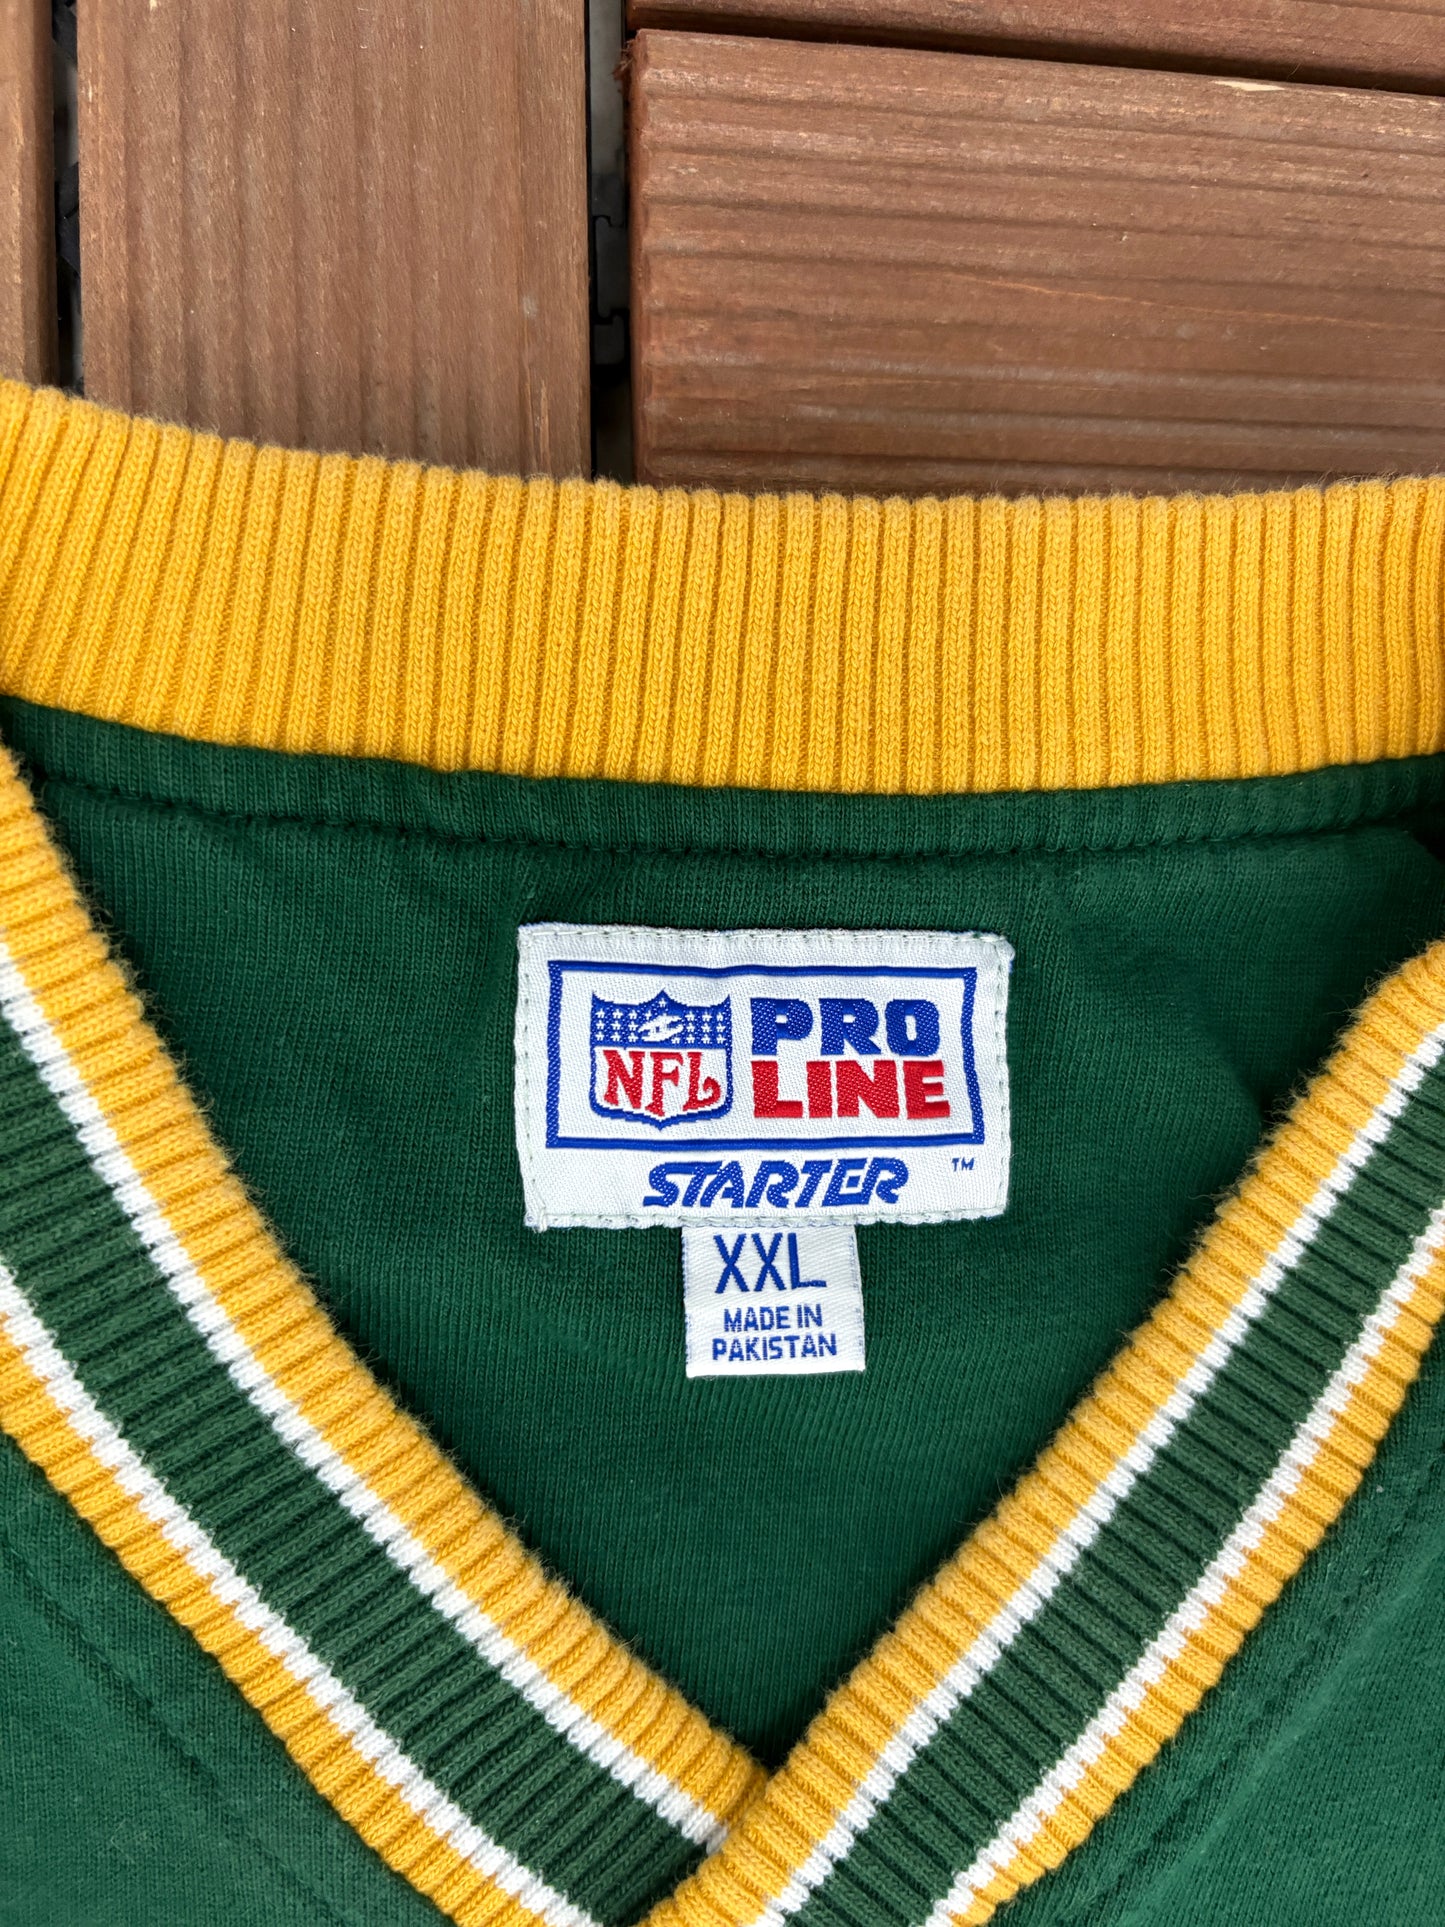 NFL
PRO
LINE
STARTER ™
XXL
MADE IN
PAKISTAN